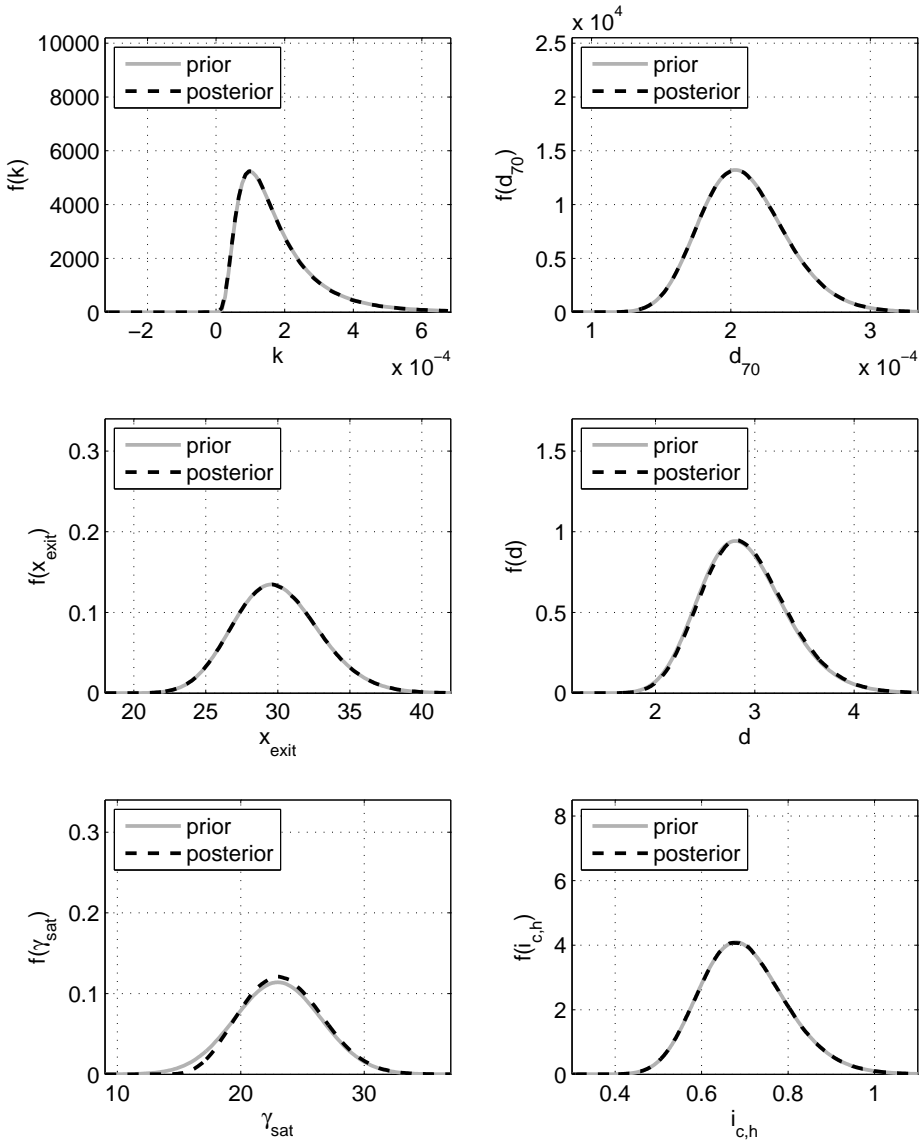 10000
8000
6000
4000
2000
0
f(k)
prior
posterior
−2 0 2 4 6
k
x 10⁻⁴
x 10⁴
2.5
2
1.5
1
0.5
0
f(d₇₀)
prior
posterior
1 2 3
d₇₀
x 10⁻⁴
0.3
0.2
0.1
0
f(x_exit)
prior
posterior
20 25 30 35 40
x_exit
1.5
1
0.5
0
f(d)
prior
posterior
2 3 4
d
0.3
0.2
0.1
0
f(γ_sat)
prior
posterior
10 20 30
γ_sat
8
6
4
2
0
f(i_c,h)
prior
posterior
0.4 0.6 0.8 1
i_c,h